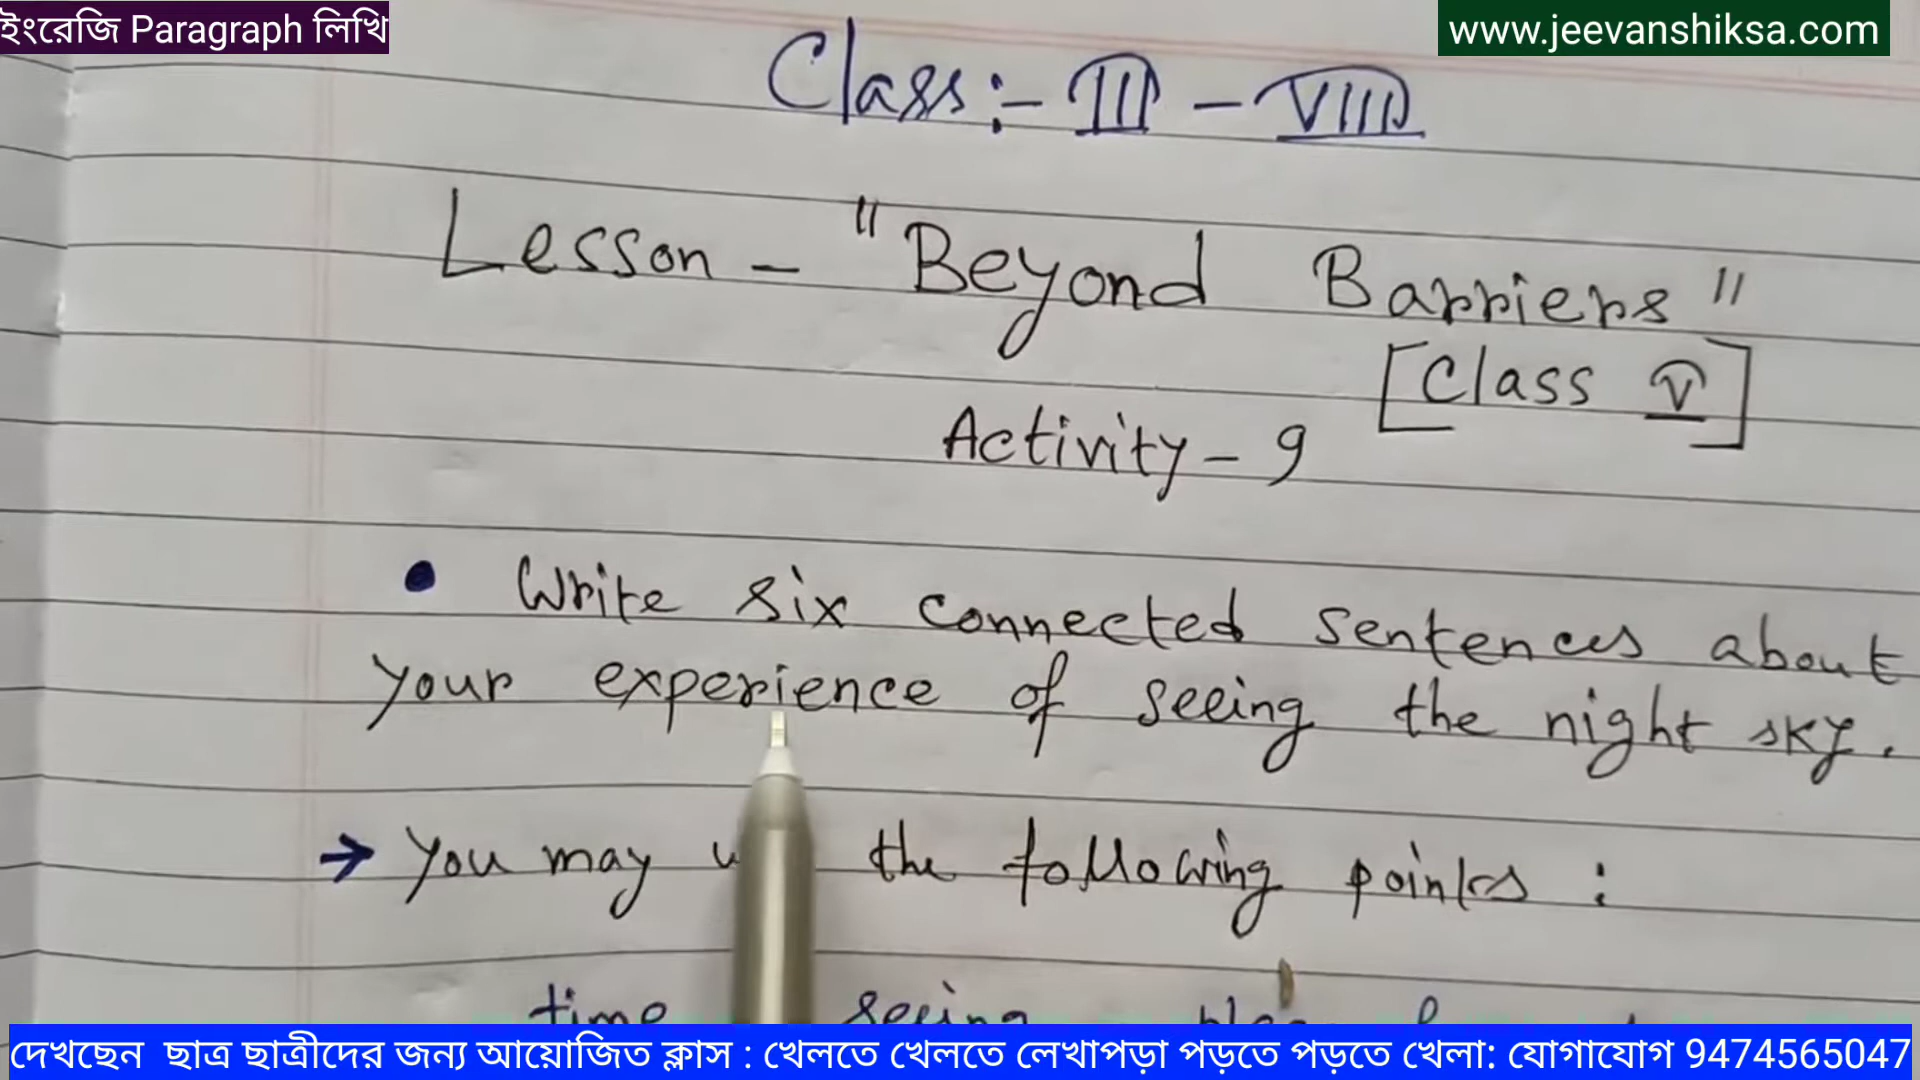 ইংরেজি Paragraph লিখি
www.jeevanshiksa.com
Class:- III - VIII
Lesson - "Beyond Barriers"
[Class V]
Activity - 9
• Write six connected sentences about
your experience of seeing the night sky.
→ You may the following points :
time seeing
দেখছেন ছাত্র ছাত্রীদের জন্য আয়োজিত ক্লাস : খেলতে খেলতে লেখাপড়া পড়তে পড়তে খেলা: যোগাযোগ 9474565047